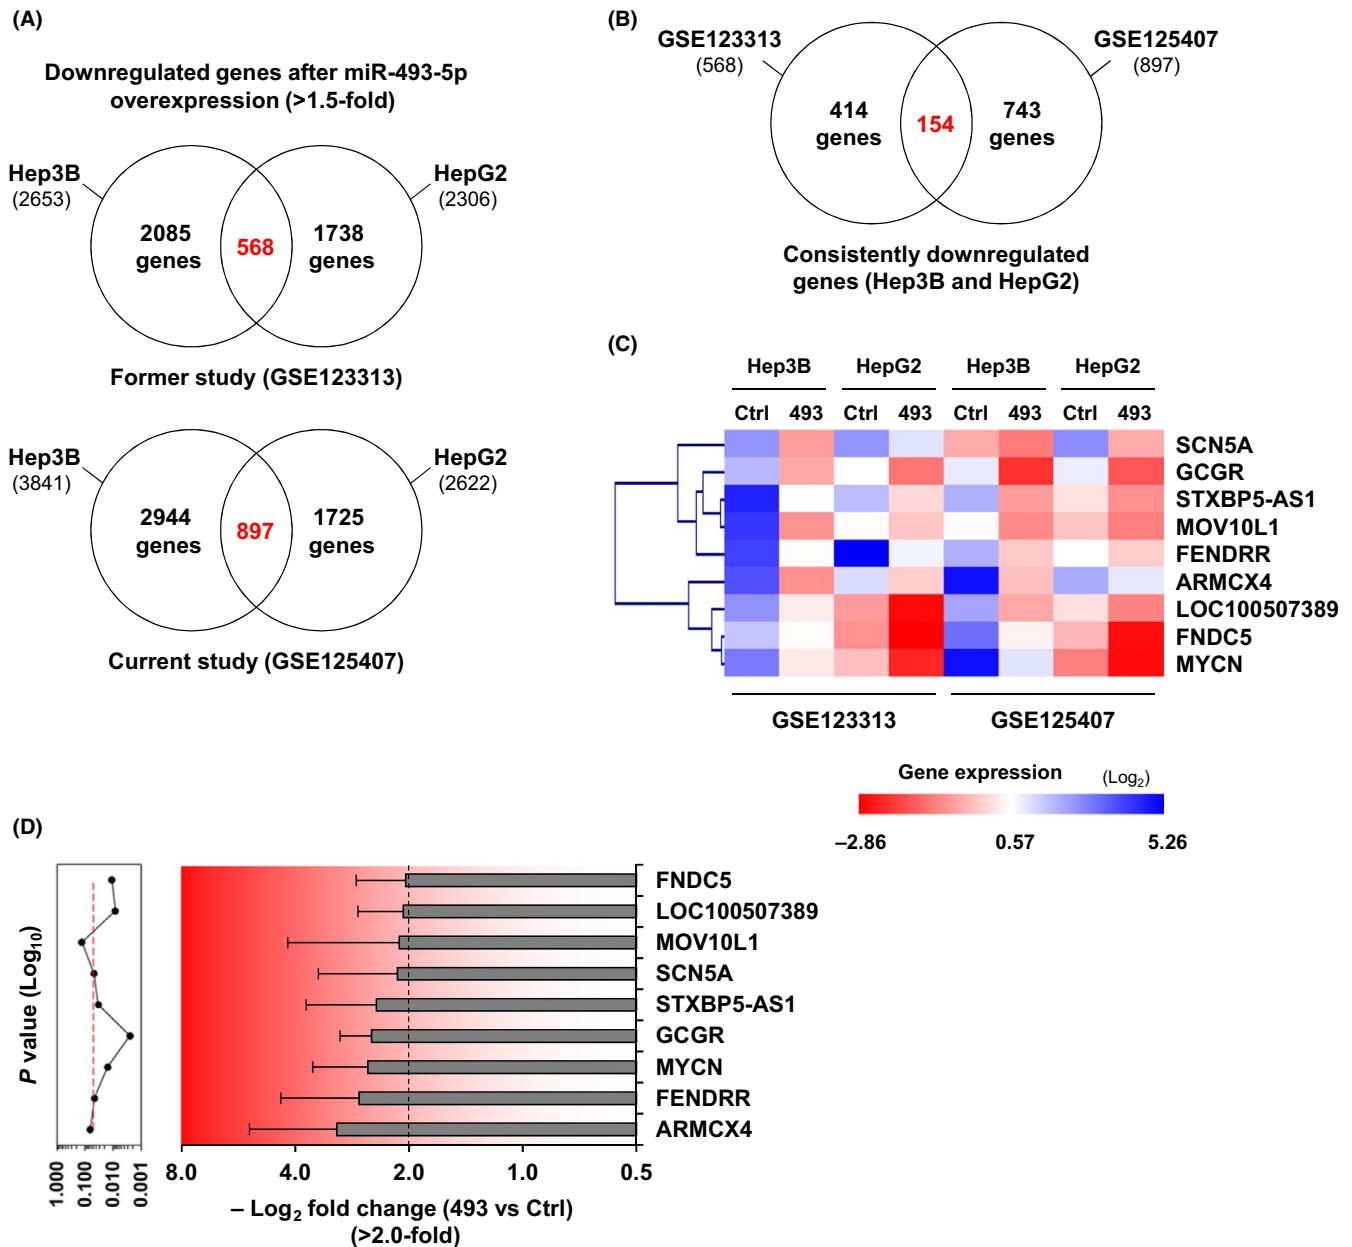 (A)
Downregulated genes after miR-493-5p
overexpression (>1.5-fold)
Hep3B
(2653)
HepG2
(2306)
2085
genes
568
1738
genes
Former study (GSE123313)
Hep3B
(3841)
HepG2
(2622)
2944
genes
897
1725
genes
Current study (GSE125407)
(B)
GSE123313
(568)
GSE125407
(897)
414
genes
154
743
genes
Consistently downregulated
genes (Hep3B and HepG2)
(C)
Hep3B HepG2 Hep3B HepG2
Ctrl 493 Ctrl 493 Ctrl 493 Ctrl 493
SCN5A
GCGR
STXBP5-AS1
MOV10L1
FENDRR
ARMCX4
LOC100507389
FNDC5
MYCN
GSE123313 GSE125407
Gene expression (Log2)
–2.86 0.57 5.26
(D)
P value (Log10)
1.000 0.100 0.010 0.001
FNDC5
LOC100507389
MOV10L1
SCN5A
STXBP5-AS1
GCGR
MYCN
FENDRR
ARMCX4
8.0 4.0 2.0 1.0 0.5
– Log2 fold change (493 vs Ctrl)
(>2.0-fold)